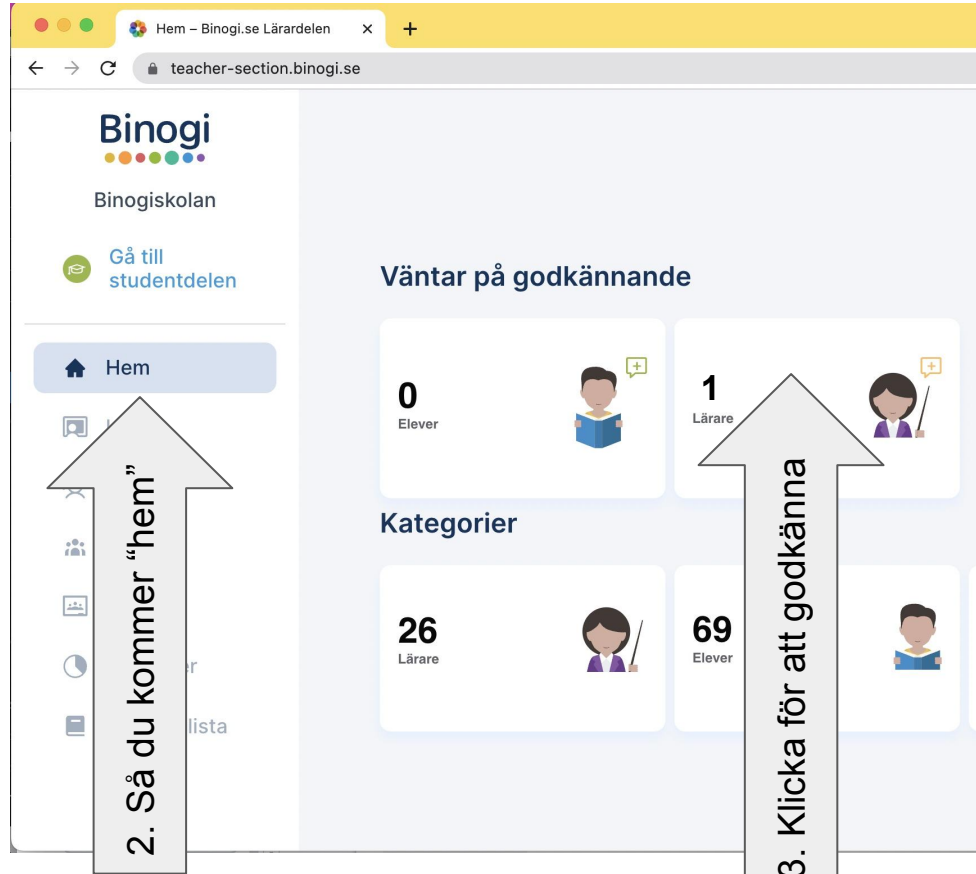 Hem – Binogi.se Lärardelen
teacher-section.binogi.se
Binogi
Binogiskolan
Gå till
studentdelen
Hem
lista
Väntar på godkännande
0
Elever
1
Lärare
Kategorier
26
Lärare
69
Elever
2. Så du kommer “hem”
3. Klicka för att godkänna